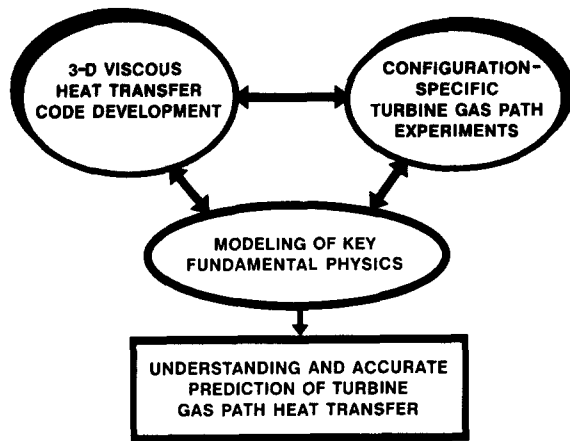 3-D VISCOUS
HEAT TRANSFER
CODE DEVELOPMENT
CONFIGURATION-
SPECIFIC
TURBINE GAS PATH
EXPERIMENTS
MODELING OF KEY
FUNDAMENTAL PHYSICS
UNDERSTANDING AND ACCURATE
PREDICTION OF TURBINE
GAS PATH HEAT TRANSFER